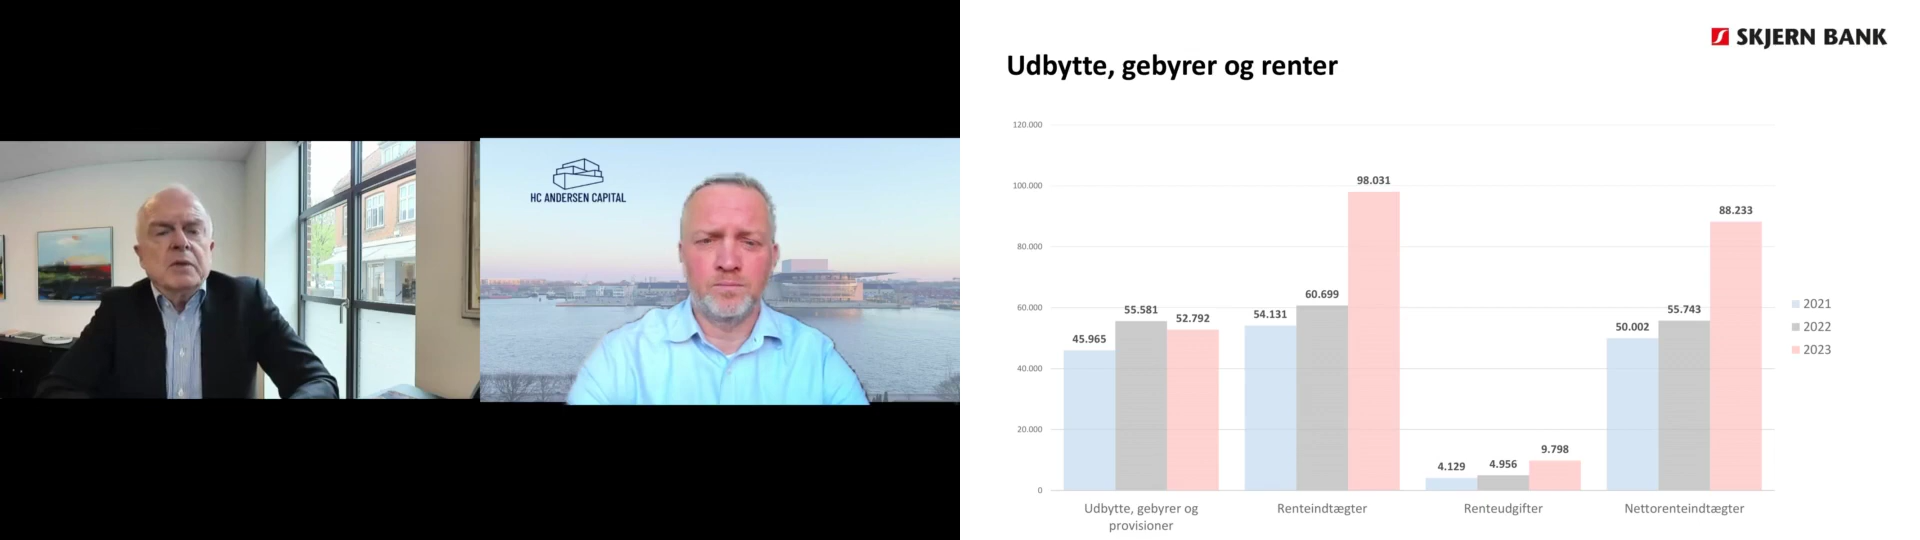 HC ANDERSEN CAPITAL
SKJERN BANK
Udbytte, gebyrer og renter
120.000
100.000
80.000
60.000
40.000
20.000
0
45.965
55.581
52.792
54.131
60.699
98.031
4.129
4.956
9.798
50.002
55.743
88.233
Udbytte, gebyrer og
provisioner
Renteindtægter
Renteudgifter
Nettorenteindtægter
2021
2022
2023